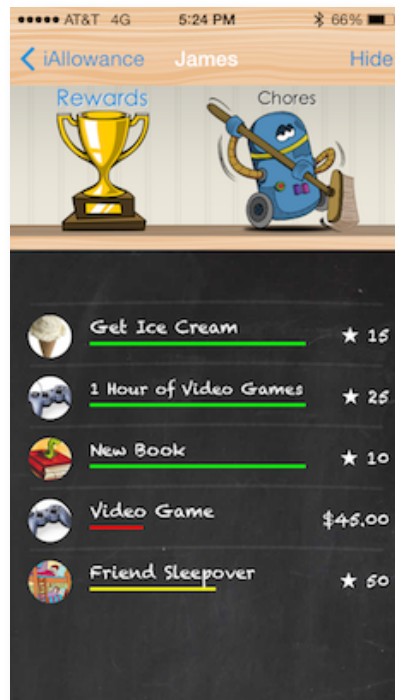 AT&T 4G 5:24 PM 66%
iAllowance James Hide
Rewards Chores
Get Ice Cream ★ 15
1 Hour of Video Games ★ 25
New Book ★ 10
Video Game $45.00
Friend Sleepover ★ 50